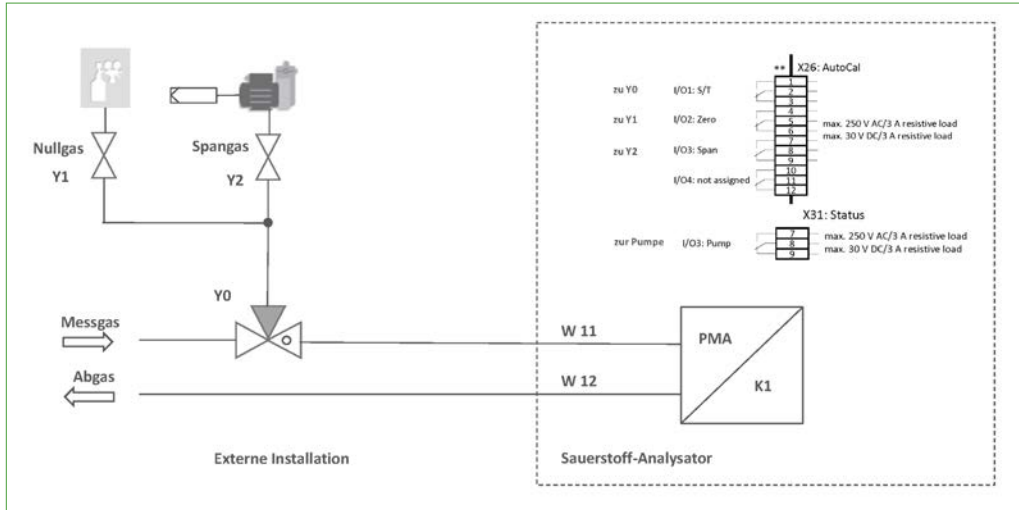 Nullgas
Y1
Spangas
Y2
Y0
Messgas
Abgas
Externe Installation
** X26: AutoCal
zu Y0 I/O1: S/T
zu Y1 I/O2: Zero
zu Y2 I/O3: Span
I/O4: not assigned
1
2
3
4
5
6
7
8
9
10
11
12
max. 250 V AC/3 A resistive load
max. 30 V DC/3 A resistive load
X31: Status
zur Pumpe I/O3: Pump
7
8
9
max. 250 V AC/3 A resistive load
max. 30 V DC/3 A resistive load
W 11
W 12
PMA
K1
Sauerstoff-Analysator